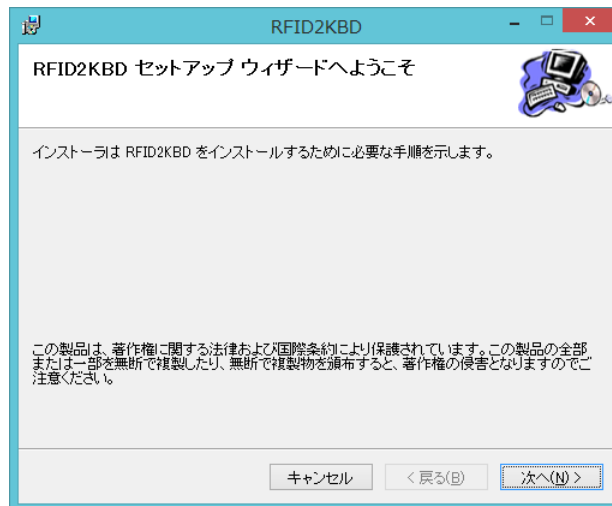 RFID2KBD
RFID2KBD セットアップ ウィザードへようこそ
インストーラは RFID2KBD をインストールするために必要な手順を示します。
この製品は、著作権に関する法律および国際条約により保護されています。この製品の全部
または一部を無断で複製したり、無断で複製物を頒布すると、著作権の侵害となりますのでご
注意ください。
キャンセル
< 戻る(B)
次へ(N) >